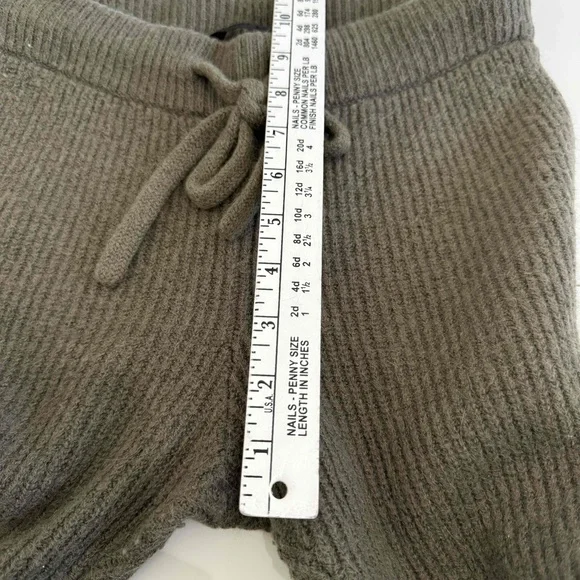 1 2 3 4 5 6 7 8 9 10
U.S.A.
NAILS - PENNY SIZE 2d 4d 6d 8d 10d 12d 16d 20d
LENGTH IN INCHES 1 1½ 2 2½ 3 3¼ 3½ 4
NAILS - PENNY SIZE
COMMON NAILS PER LB
FINISH NAILS PER LB